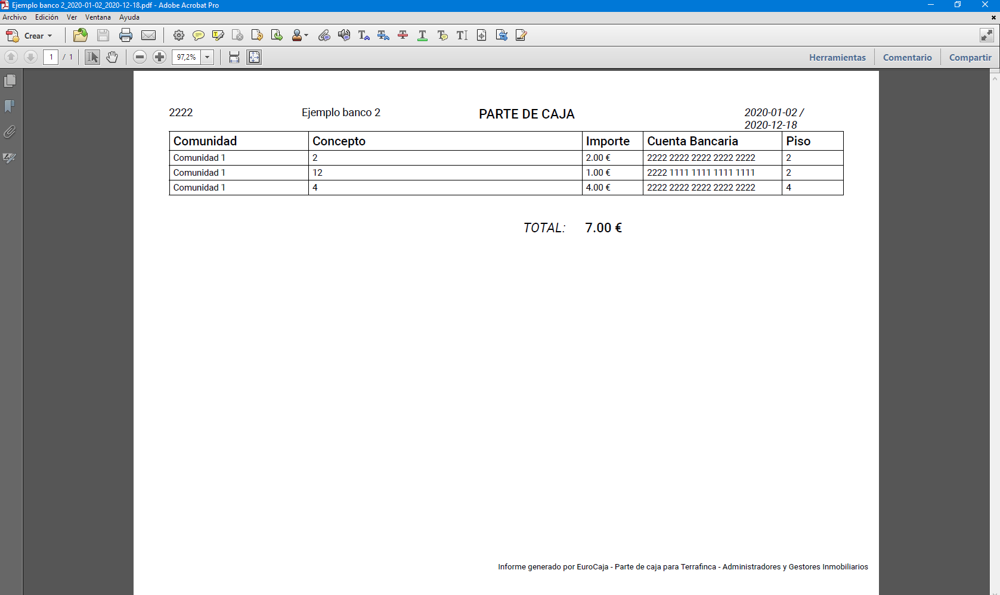 Ejemplo banco 2_2020-01-02_2020-12-18.pdf - Adobe Acrobat Pro
Archivo Edición Ver Ventana Ayuda
Crear
1 / 1 97,2% Herramientas Comentario Compartir
2222 Ejemplo banco 2 PARTE DE CAJA 2020-01-02 /
2020-12-18
Comunidad Concepto Importe Cuenta Bancaria Piso
Comunidad 1 2 2.00 € 2222 2222 2222 2222 2222 2
Comunidad 1 12 1.00 € 2222 1111 1111 1111 1111 2
Comunidad 1 4 4.00 € 2222 2222 2222 2222 2222 4
TOTAL: 7.00 €
Informe generado por EuroCaja - Parte de caja para Terrafinca - Administradores y Gestores Inmobiliarios